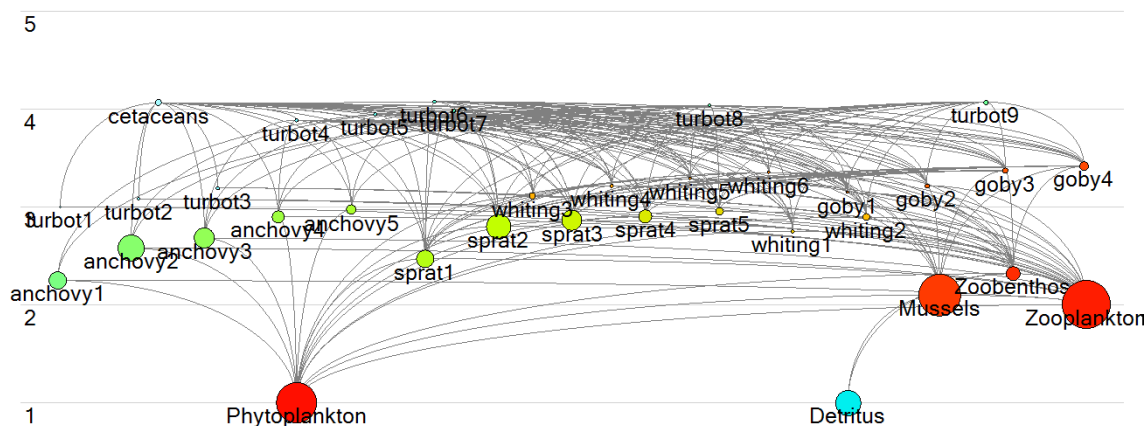 5
4
cetaceans
turbot4
turbot5
turbot6
turbot7
turbot8
turbot9
3
turbot1
turbot2
turbot3
anchovy4
anchovy5
whiting3
whiting4
whiting5
whiting6
goby1
goby2
goby3
goby4
anchovy1
anchovy2
anchovy3
sprat1
sprat2
sprat3
sprat4
sprat5
whiting1
whiting2
2
Mussels
Zoobenthos
Zooplankton
1
Phytoplankton
Detritus